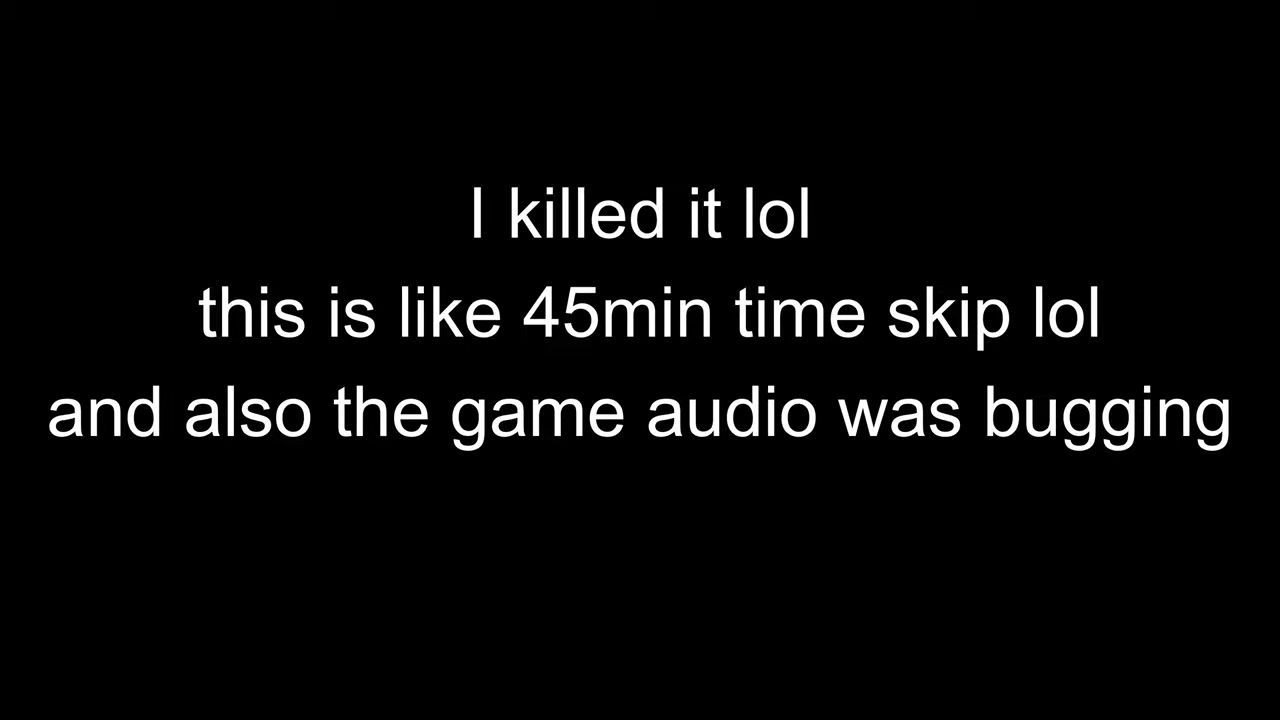 I killed it lol
this is like 45min time skip lol
and also the game audio was bugging